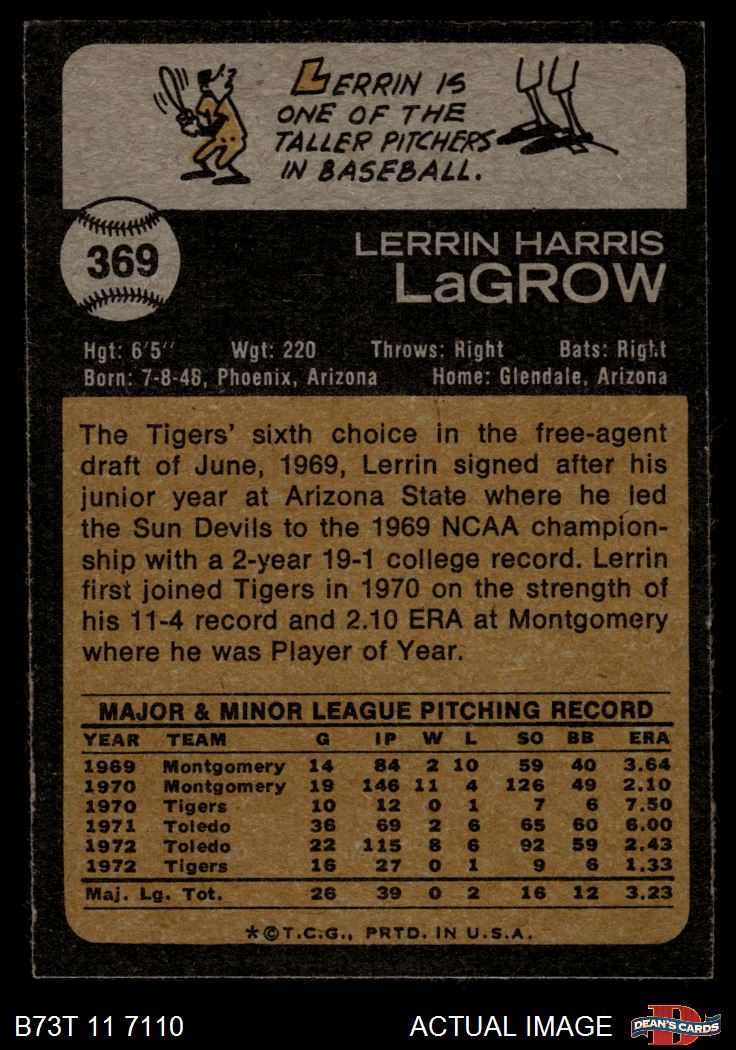 LERRIN IS
ONE OF THE
TALLER PITCHERS
IN BASEBALL.
369
LERRIN HARRIS
LaGROW
Hgt: 6'5" Wgt: 220 Throws: Right Bats: Right
Born: 7-8-48, Phoenix, Arizona Home: Glendale, Arizona
The Tigers' sixth choice in the free-agent
draft of June, 1969, Lerrin signed after his
junior year at Arizona State where he led
the Sun Devils to the 1969 NCAA champion-
ship with a 2-year 19-1 college record. Lerrin
first joined Tigers in 1970 on the strength of
his 11-4 record and 2.10 ERA at Montgomery
where he was Player of Year.
MAJOR & MINOR LEAGUE PITCHING RECORD
YEAR TEAM G IP W L SO BB ERA
1969 Montgomery 14 84 2 10 59 40 3.64
1970 Montgomery 19 146 11 4 126 49 2.10
1970 Tigers 10 12 0 1 7 6 7.50
1971 Toledo 36 69 2 6 65 60 6.00
1972 Toledo 22 115 8 6 92 59 2.43
1972 Tigers 16 27 0 1 9 6 1.33
Maj. Lg. Tot. 26 39 0 2 16 12 3.23
*©T.C.G., PRTD. IN U.S.A.
B73T 11 7110 ACTUAL IMAGE DEAN'S CARDS